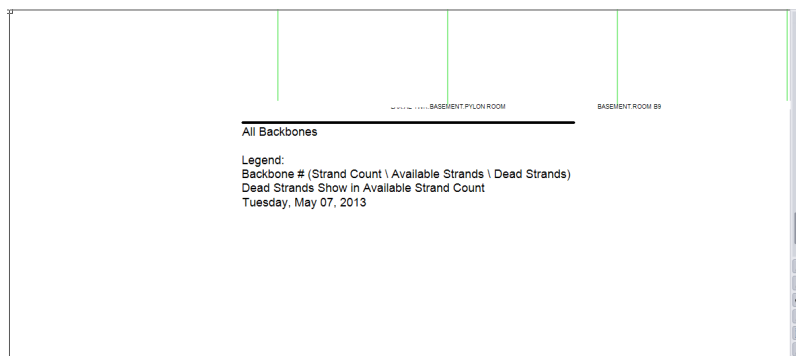 BASEMENT.PYLON ROOM
BASEMENT.ROOM B9
All Backbones
Legend:
Backbone # (Strand Count \ Available Strands \ Dead Strands)
Dead Strands Show in Available Strand Count
Tuesday, May 07, 2013